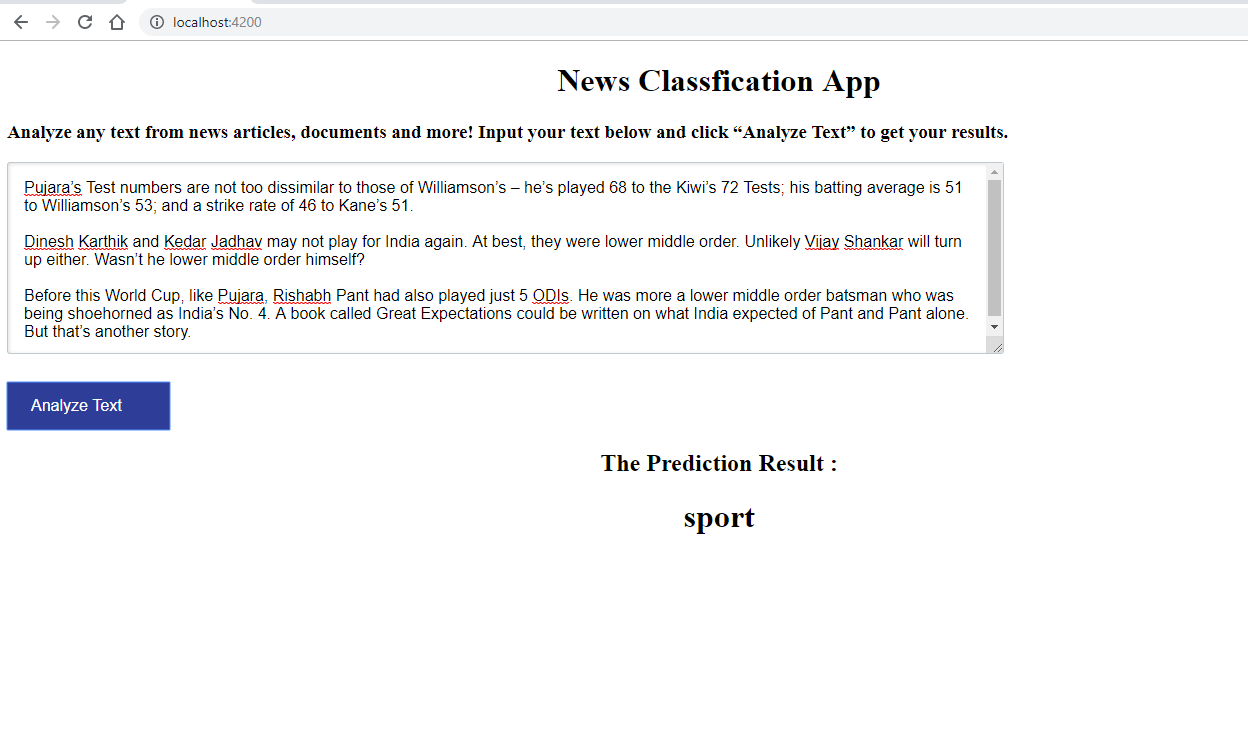 localhost:4200
News Classfication App
Analyze any text from news articles, documents and more! Input your text below and click “Analyze Text” to get your results.
Pujara’s Test numbers are not too dissimilar to those of Williamson’s – he’s played 68 to the Kiwi’s 72 Tests; his batting average is 51
to Williamson’s 53; and a strike rate of 46 to Kane’s 51.
Dinesh Karthik and Kedar Jadhav may not play for India again. At best, they were lower middle order. Unlikely Vijay Shankar will turn
up either. Wasn’t he lower middle order himself?
Before this World Cup, like Pujara, Rishabh Pant had also played just 5 ODIs. He was more a lower middle order batsman who was
being shoehorned as India’s No. 4. A book called Great Expectations could be written on what India expected of Pant and Pant alone.
But that’s another story.
Analyze Text
The Prediction Result :
sport